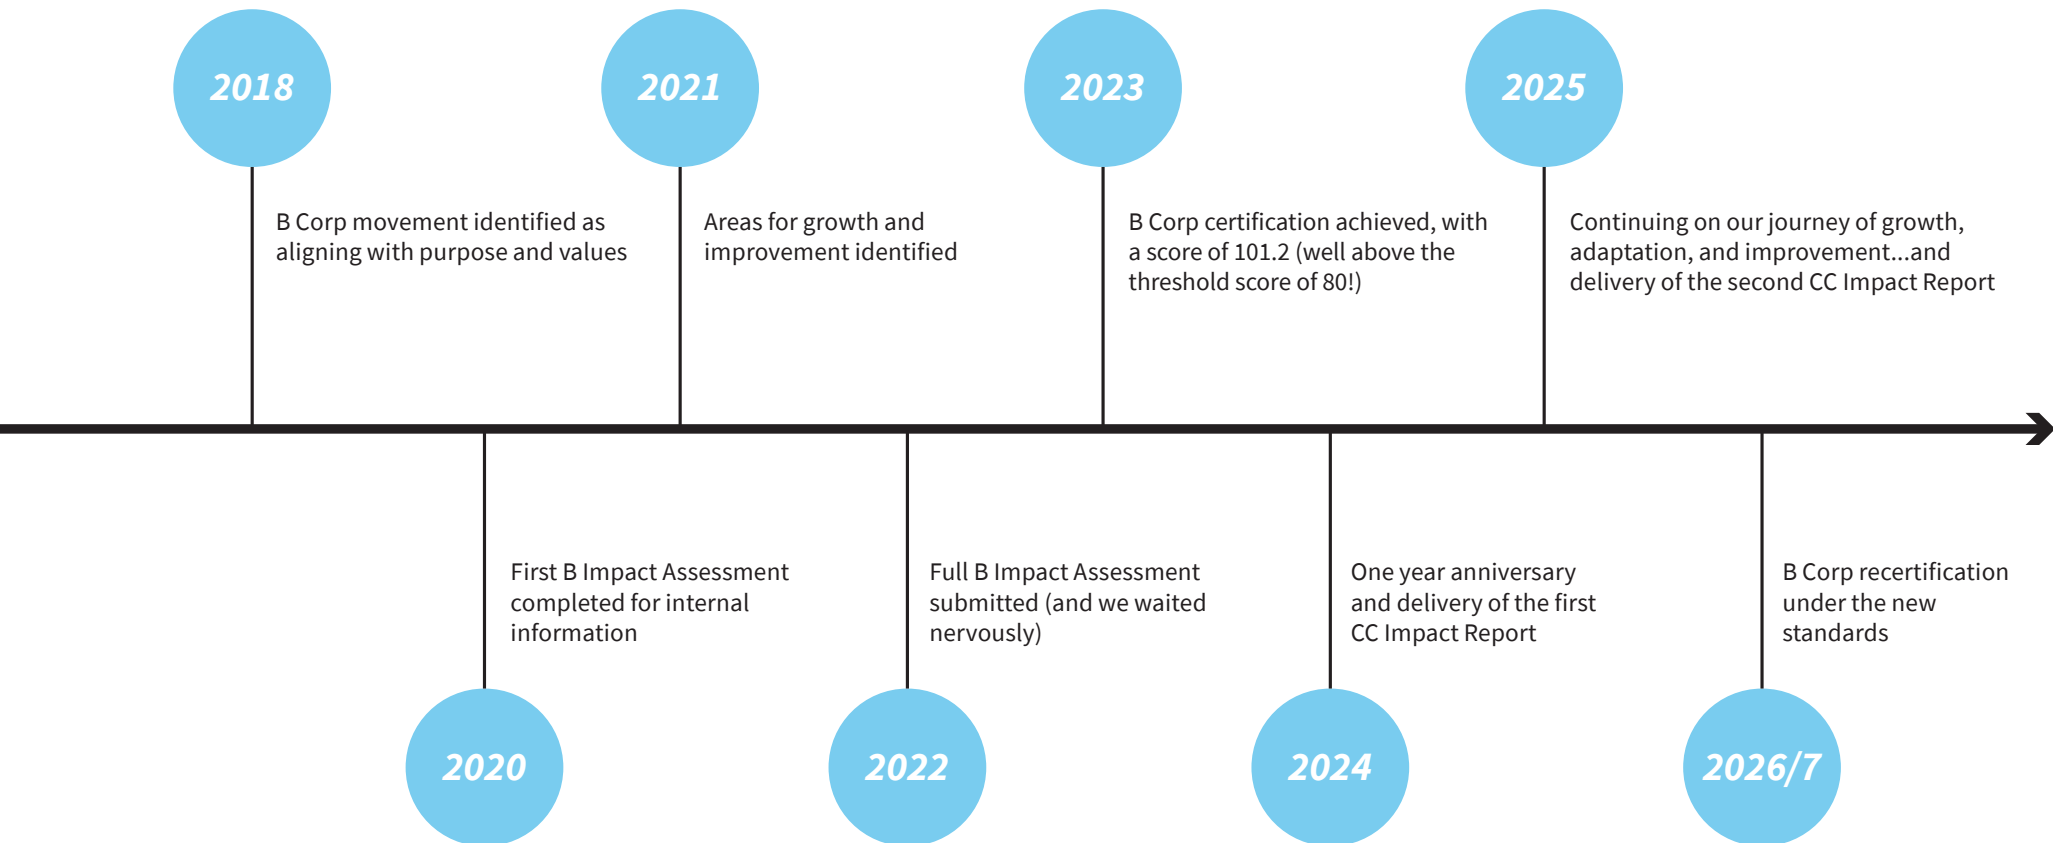 2018
B Corp movement identified as
aligning with purpose and values
2020
First B Impact Assessment
completed for internal
information
2021
Areas for growth and
improvement identified
2022
Full B Impact Assessment
submitted (and we waited
nervously)
2023
B Corp certification achieved, with
a score of 101.2 (well above the
threshold score of 80!)
2024
One year anniversary
and delivery of the first
CC Impact Report
2025
Continuing on our journey of growth,
adaptation, and improvement...and
delivery of the second CC Impact Report
2026/7
B Corp recertification
under the new
standards